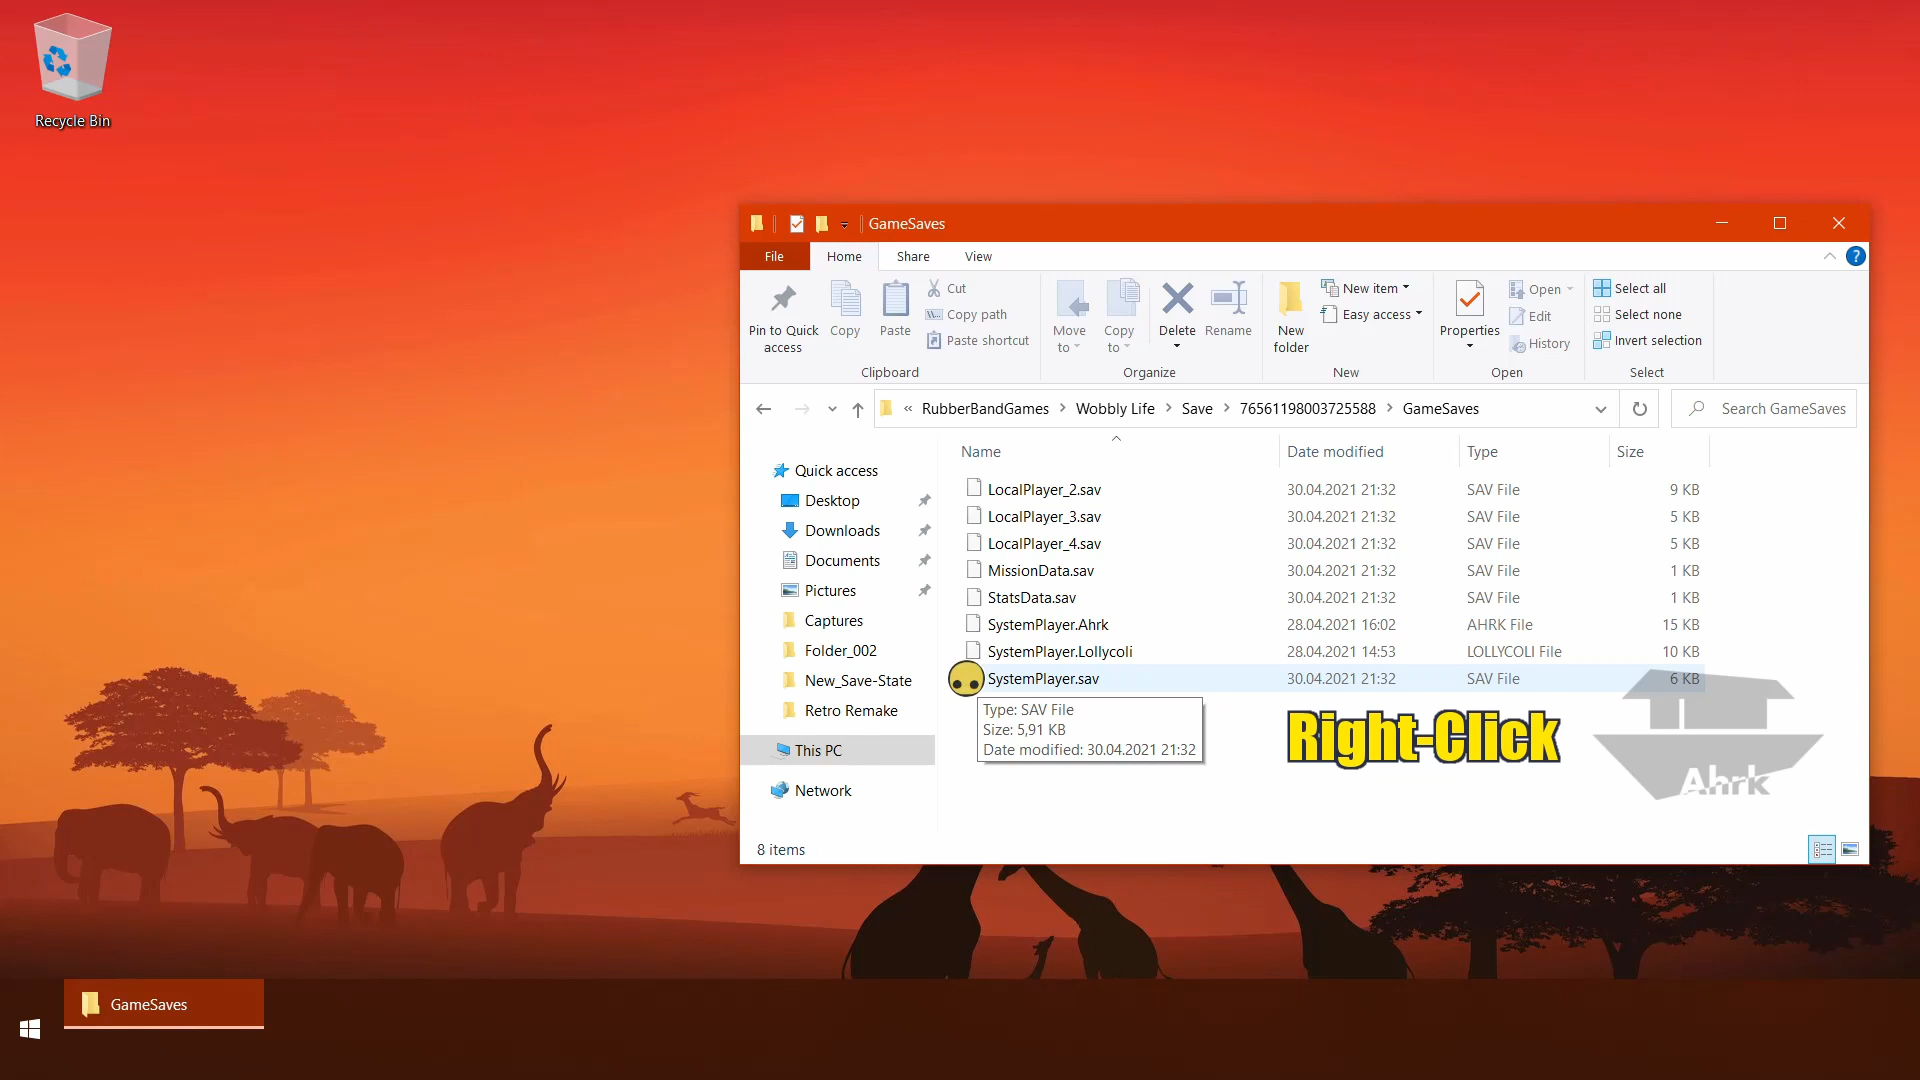 Recycle Bin
GameSaves
File Home Share View
Pin to Quick access
Copy
Paste
Cut
Copy path
Paste shortcut
Clipboard
Move to
Copy to
Delete
Rename
Organize
New folder
New item
Easy access
New
Properties
Open
Edit
History
Open
Select all
Select none
Invert selection
Select
« RubberBandGames > Wobbly Life > Save > 76561198003725588 > GameSaves
Search GameSaves
Quick access
Desktop
Downloads
Documents
Pictures
Captures
Folder_002
New_Save-State
Retro Remake
This PC
Network
Name Date modified Type Size
LocalPlayer_2.sav 30.04.2021 21:32 SAV File 9 KB
LocalPlayer_3.sav 30.04.2021 21:32 SAV File 5 KB
LocalPlayer_4.sav 30.04.2021 21:32 SAV File 5 KB
MissionData.sav 30.04.2021 21:32 SAV File 1 KB
StatsData.sav 30.04.2021 21:32 SAV File 1 KB
SystemPlayer.Ahrk 28.04.2021 16:02 AHRK File 15 KB
SystemPlayer.Lollycoli 28.04.2021 14:53 LOLLYCOLI File 10 KB
SystemPlayer.sav 30.04.2021 21:32 SAV File 6 KB
Type: SAV File
Size: 5,91 KB
Date modified: 30.04.2021 21:32
Right-Click
Ahrk
8 items
GameSaves